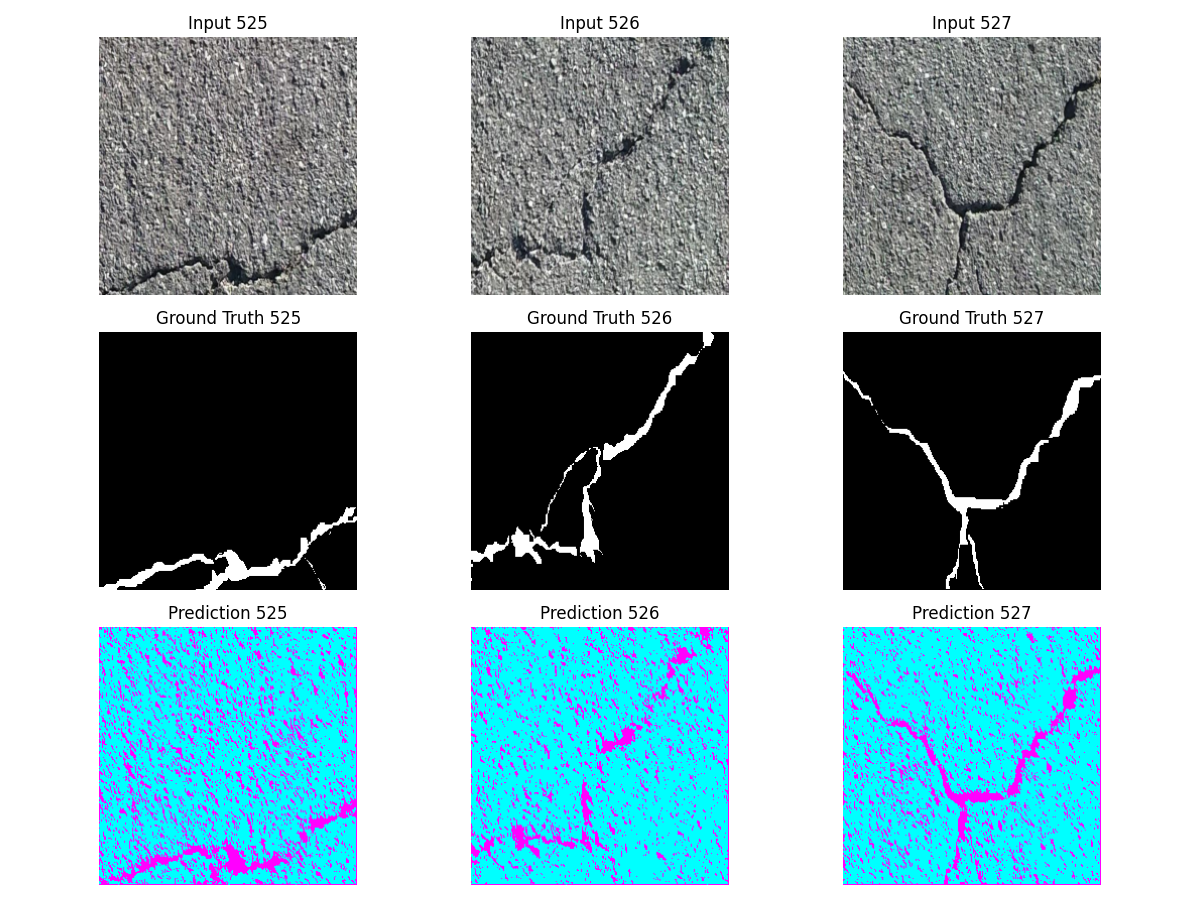 Input 525
Input 526
Input 527
Ground Truth 525
Ground Truth 526
Ground Truth 527
Prediction 525
Prediction 526
Prediction 527